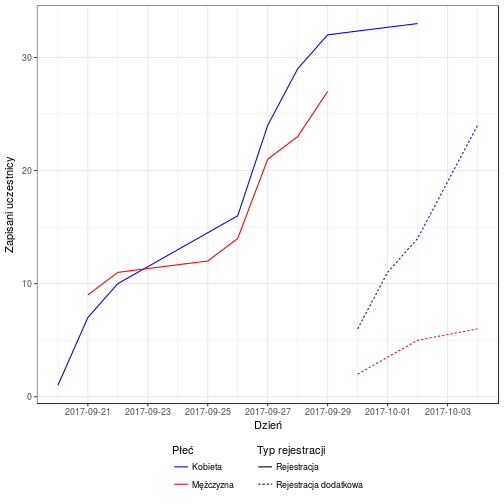 Zapisani uczestnicy
30
20
10
0
2017-09-21 2017-09-23 2017-09-25 2017-09-27 2017-09-29 2017-10-01 2017-10-03
Dzień
Płeć Typ rejestracji
Kobieta Rejestracja
Mężczyzna Rejestracja dodatkowa